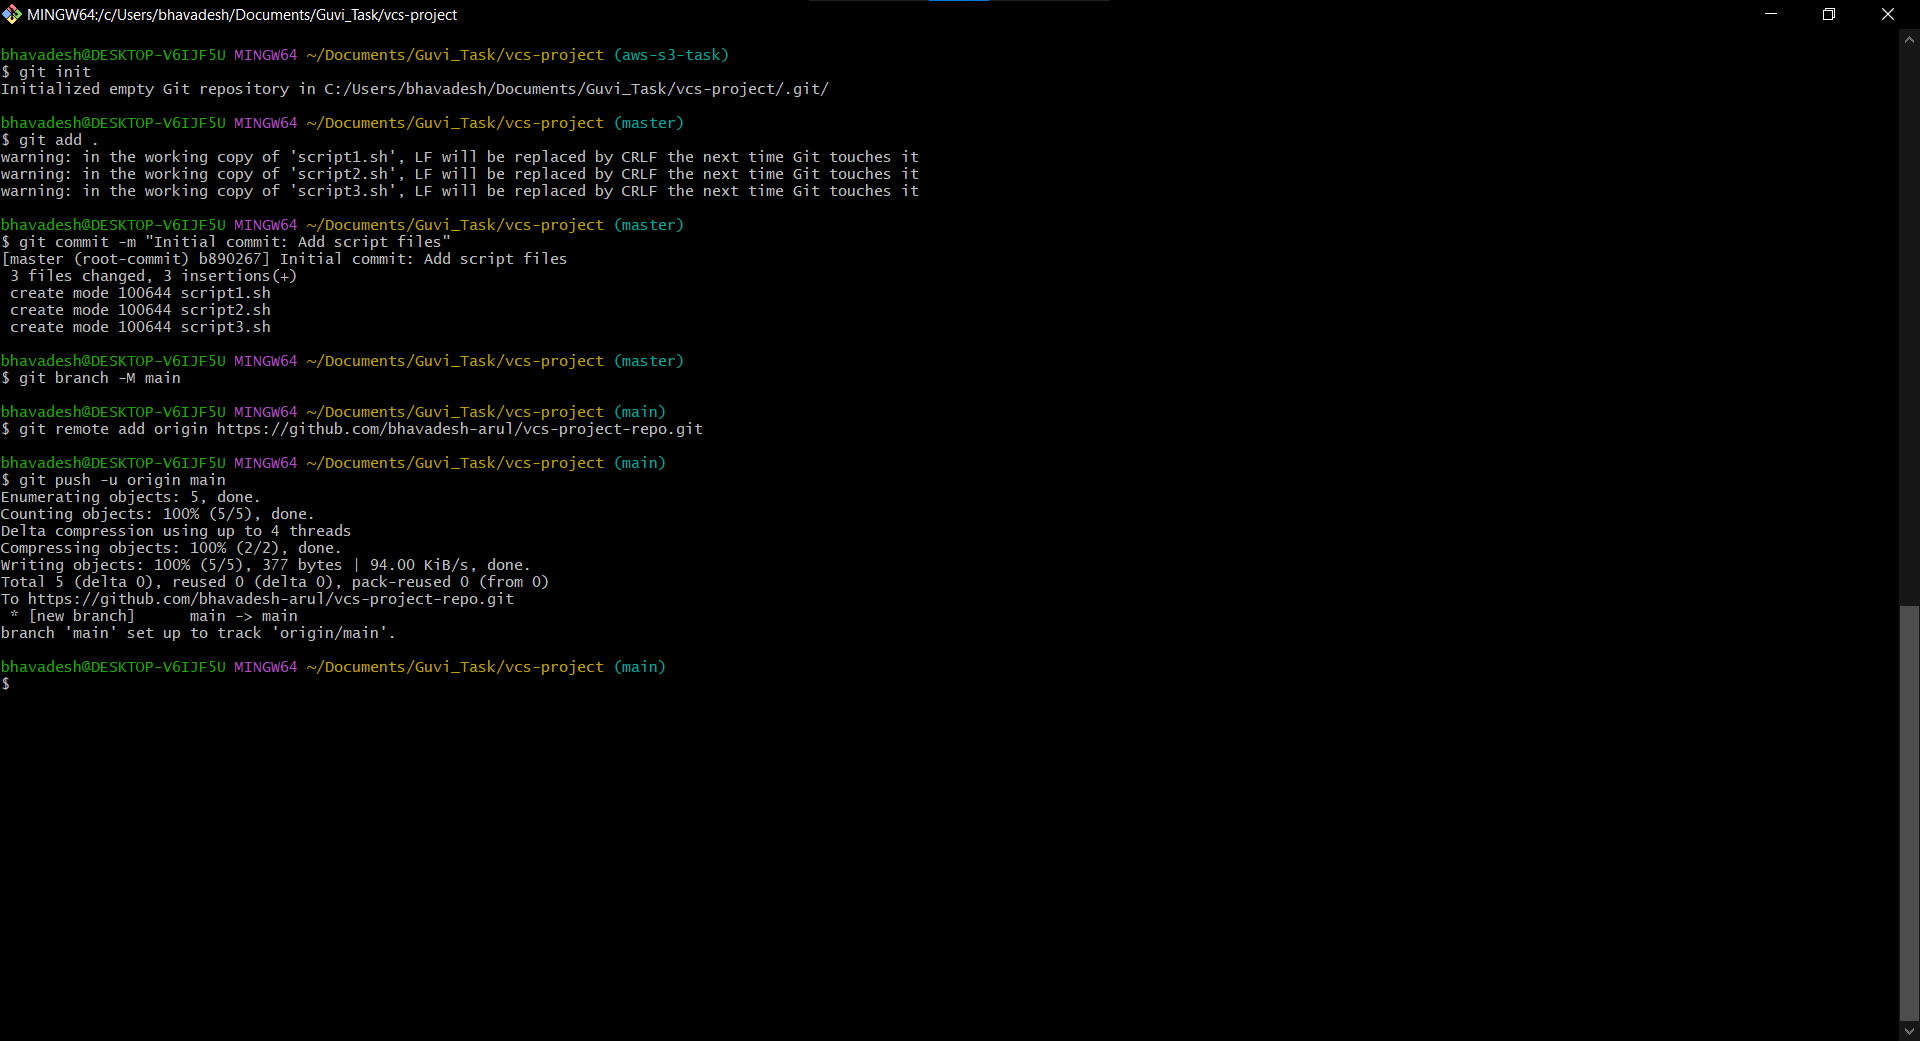 MINGW64:/c/Users/bhavadesh/Documents/Guvi_Task/vcs-project
bhavadesh@DESKTOP-V6IJF5U MINGW64 ~/Documents/Guvi_Task/vcs-project (aws-s3-task)
$ git init
Initialized empty Git repository in C:/Users/bhavadesh/Documents/Guvi_Task/vcs-project/.git/
bhavadesh@DESKTOP-V6IJF5U MINGW64 ~/Documents/Guvi_Task/vcs-project (master)
$ git add .
warning: in the working copy of 'script1.sh', LF will be replaced by CRLF the next time Git touches it
warning: in the working copy of 'script2.sh', LF will be replaced by CRLF the next time Git touches it
warning: in the working copy of 'script3.sh', LF will be replaced by CRLF the next time Git touches it
bhavadesh@DESKTOP-V6IJF5U MINGW64 ~/Documents/Guvi_Task/vcs-project (master)
$ git commit -m "Initial commit: Add script files"
[master (root-commit) b890267] Initial commit: Add script files
 3 files changed, 3 insertions(+)
 create mode 100644 script1.sh
 create mode 100644 script2.sh
 create mode 100644 script3.sh
bhavadesh@DESKTOP-V6IJF5U MINGW64 ~/Documents/Guvi_Task/vcs-project (master)
$ git branch -M main
bhavadesh@DESKTOP-V6IJF5U MINGW64 ~/Documents/Guvi_Task/vcs-project (main)
$ git remote add origin https://github.com/bhavadesh-arul/vcs-project-repo.git
bhavadesh@DESKTOP-V6IJF5U MINGW64 ~/Documents/Guvi_Task/vcs-project (main)
$ git push -u origin main
Enumerating objects: 5, done.
Counting objects: 100% (5/5), done.
Delta compression using up to 4 threads
Compressing objects: 100% (2/2), done.
Writing objects: 100% (5/5), 377 bytes | 94.00 KiB/s, done.
Total 5 (delta 0), reused 0 (delta 0), pack-reused 0 (from 0)
To https://github.com/bhavadesh-arul/vcs-project-repo.git
 * [new branch]      main -> main
branch 'main' set up to track 'origin/main'.
bhavadesh@DESKTOP-V6IJF5U MINGW64 ~/Documents/Guvi_Task/vcs-project (main)
$